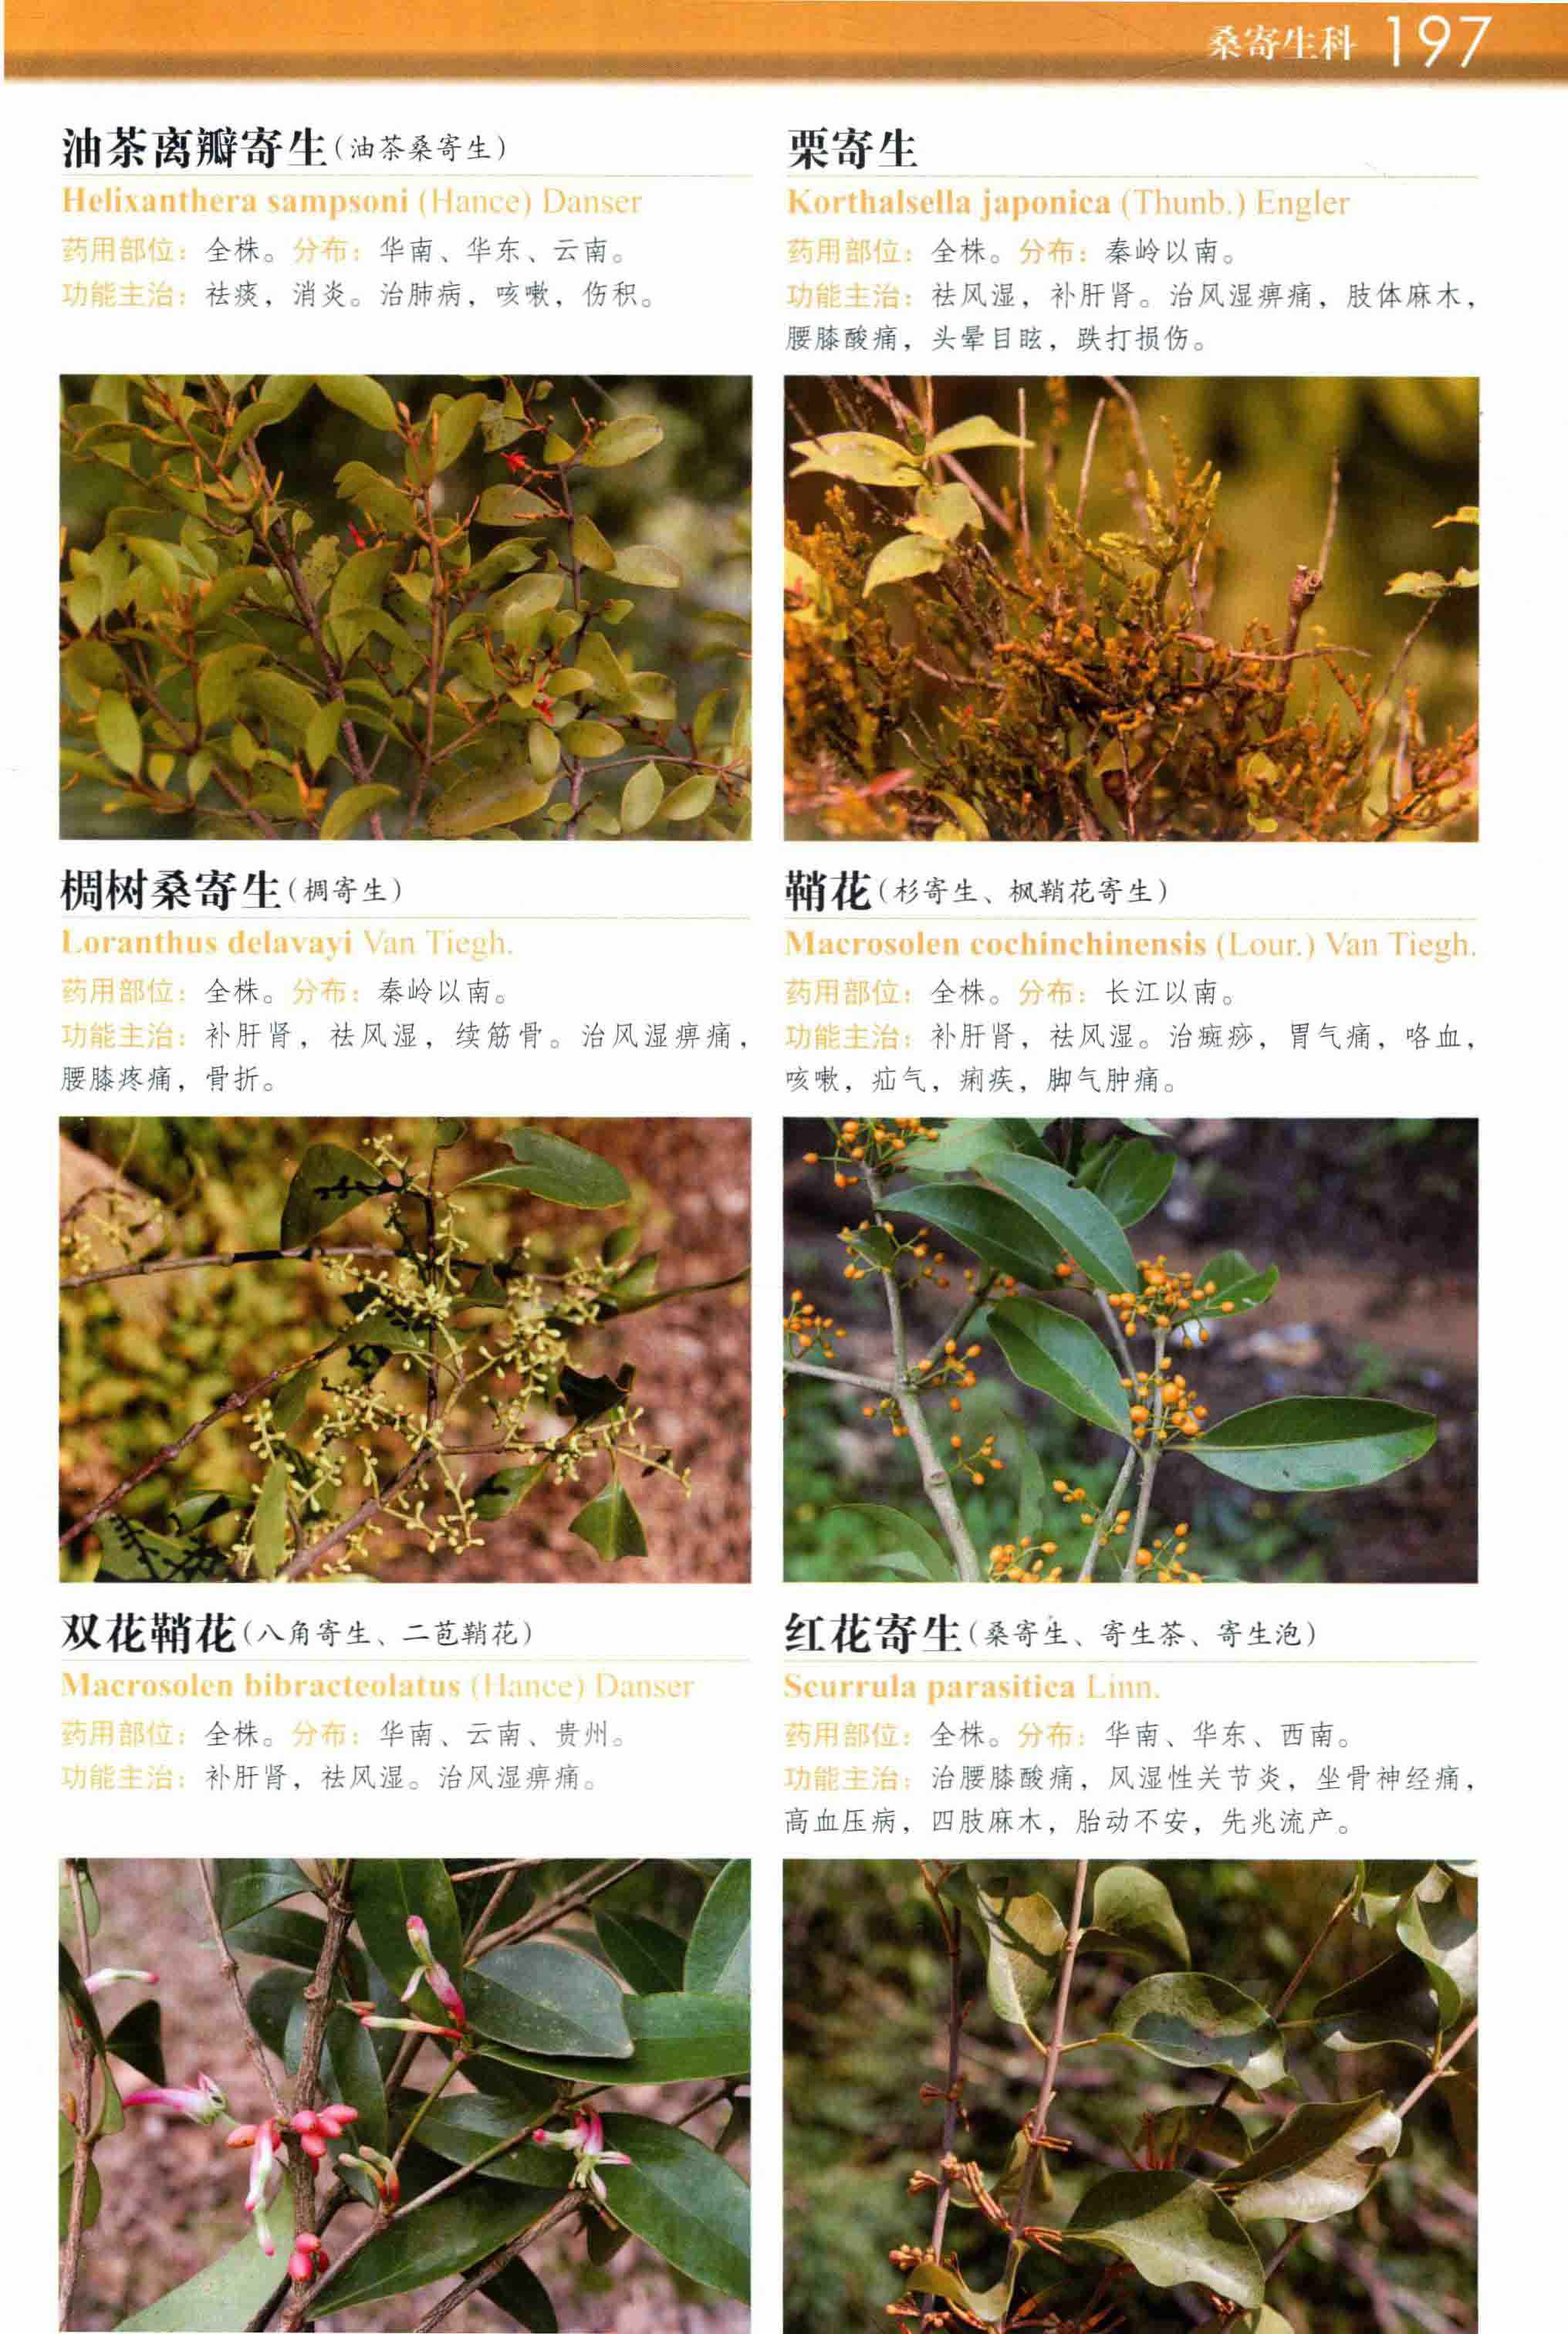 桑寄生科 197
油茶离瓣寄生(油茶桑寄生)
Helixanthera sampsoni (Hance) Danser
药用部位：全株。分布：华南、华东、云南。
功能主治：祛痰，消炎。治肺病，咳嗽，伤积。
栗寄生
Korthalsella japonica (Thunb.) Engler
药用部位：全株。分布：秦岭以南。
功能主治：祛风湿，补肝肾。治风湿痹痛，肢体麻木，
腰膝酸痛，头晕目眩，跌打损伤。
椆树桑寄生(椆寄生)
Loranthus delavayi Van Tiegh.
药用部位：全株。分布：秦岭以南。
功能主治：补肝肾，祛风湿，续筋骨。治风湿痹痛，
腰膝疼痛，骨折。
鞘花(杉寄生、枫鞘花寄生)
Macrosolen cochinchinensis (Lour.) Van Tiegh.
药用部位：全株。分布：长江以南。
功能主治：补肝肾，祛风湿。治癍痧，胃气痛，咯血，
咳嗽，疝气，痢疾，脚气肿痛。
双花鞘花(八角寄生、二苞鞘花)
Macrosolen bibracteolatus (Hance) Danser
药用部位：全株。分布：华南、云南、贵州。
功能主治：补肝肾，祛风湿。治风湿痹痛。
红花寄生(桑寄生、寄生茶、寄生泡)
Scurrula parasitica Linn.
药用部位：全株。分布：华南、华东、西南。
功能主治：治腰膝酸痛，风湿性关节炎，坐骨神经痛，
高血压病，四肢麻木，胎动不安，先兆流产。